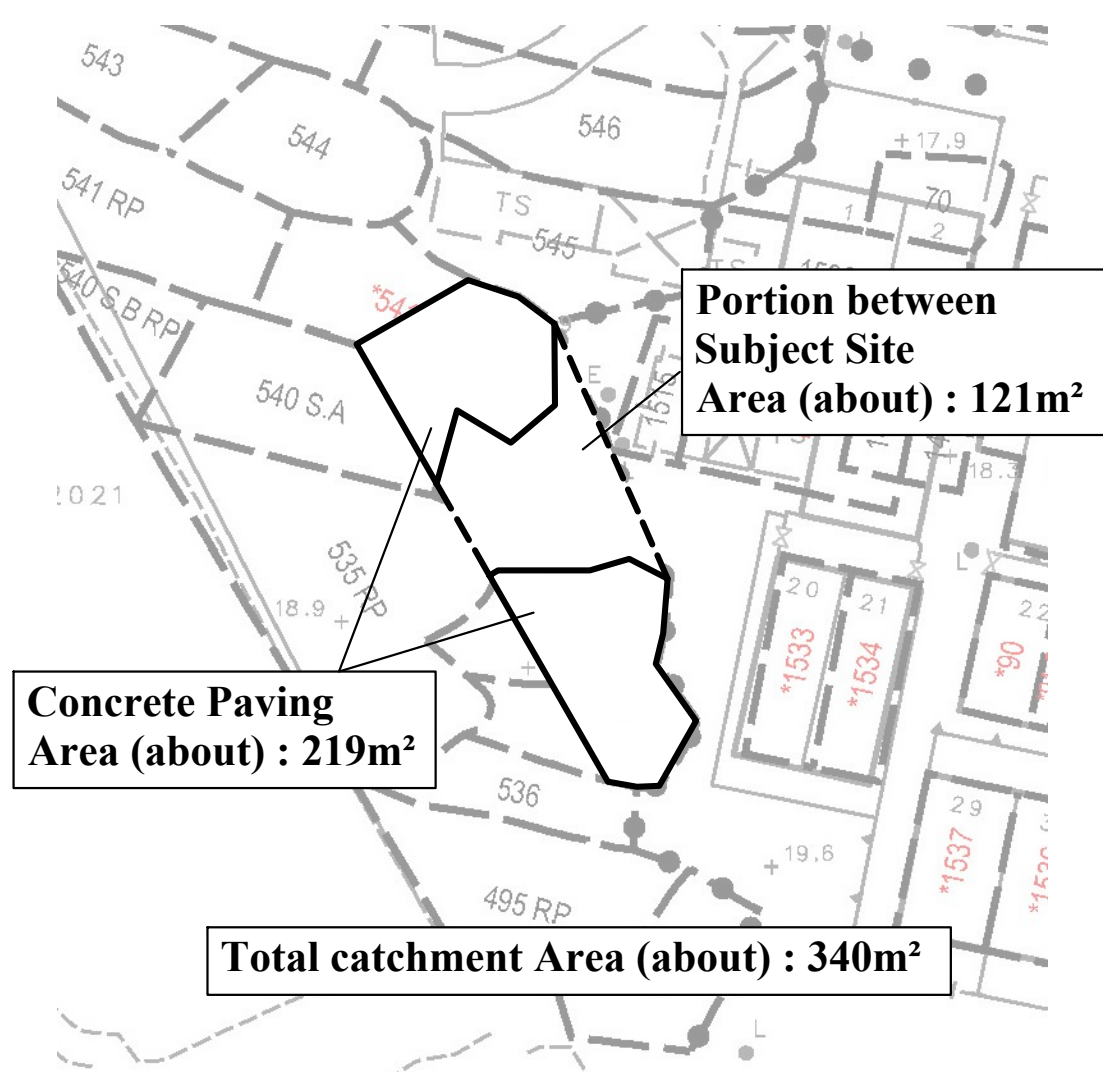 543
544
546
+ 17.9
541 RP
TS
545
1
70
2
540 S.B RP
Portion between
Subject Site
Area (about) : 121m²
E
540 S.A
1515
18.3
2021
535 RP
L
18.9 +
20
21
22
*1533
*1534
*90
Concrete Paving
Area (about) : 219m²
536
29
*1537
+ 19.6
495 RP
Total catchment Area (about) : 340m²
L